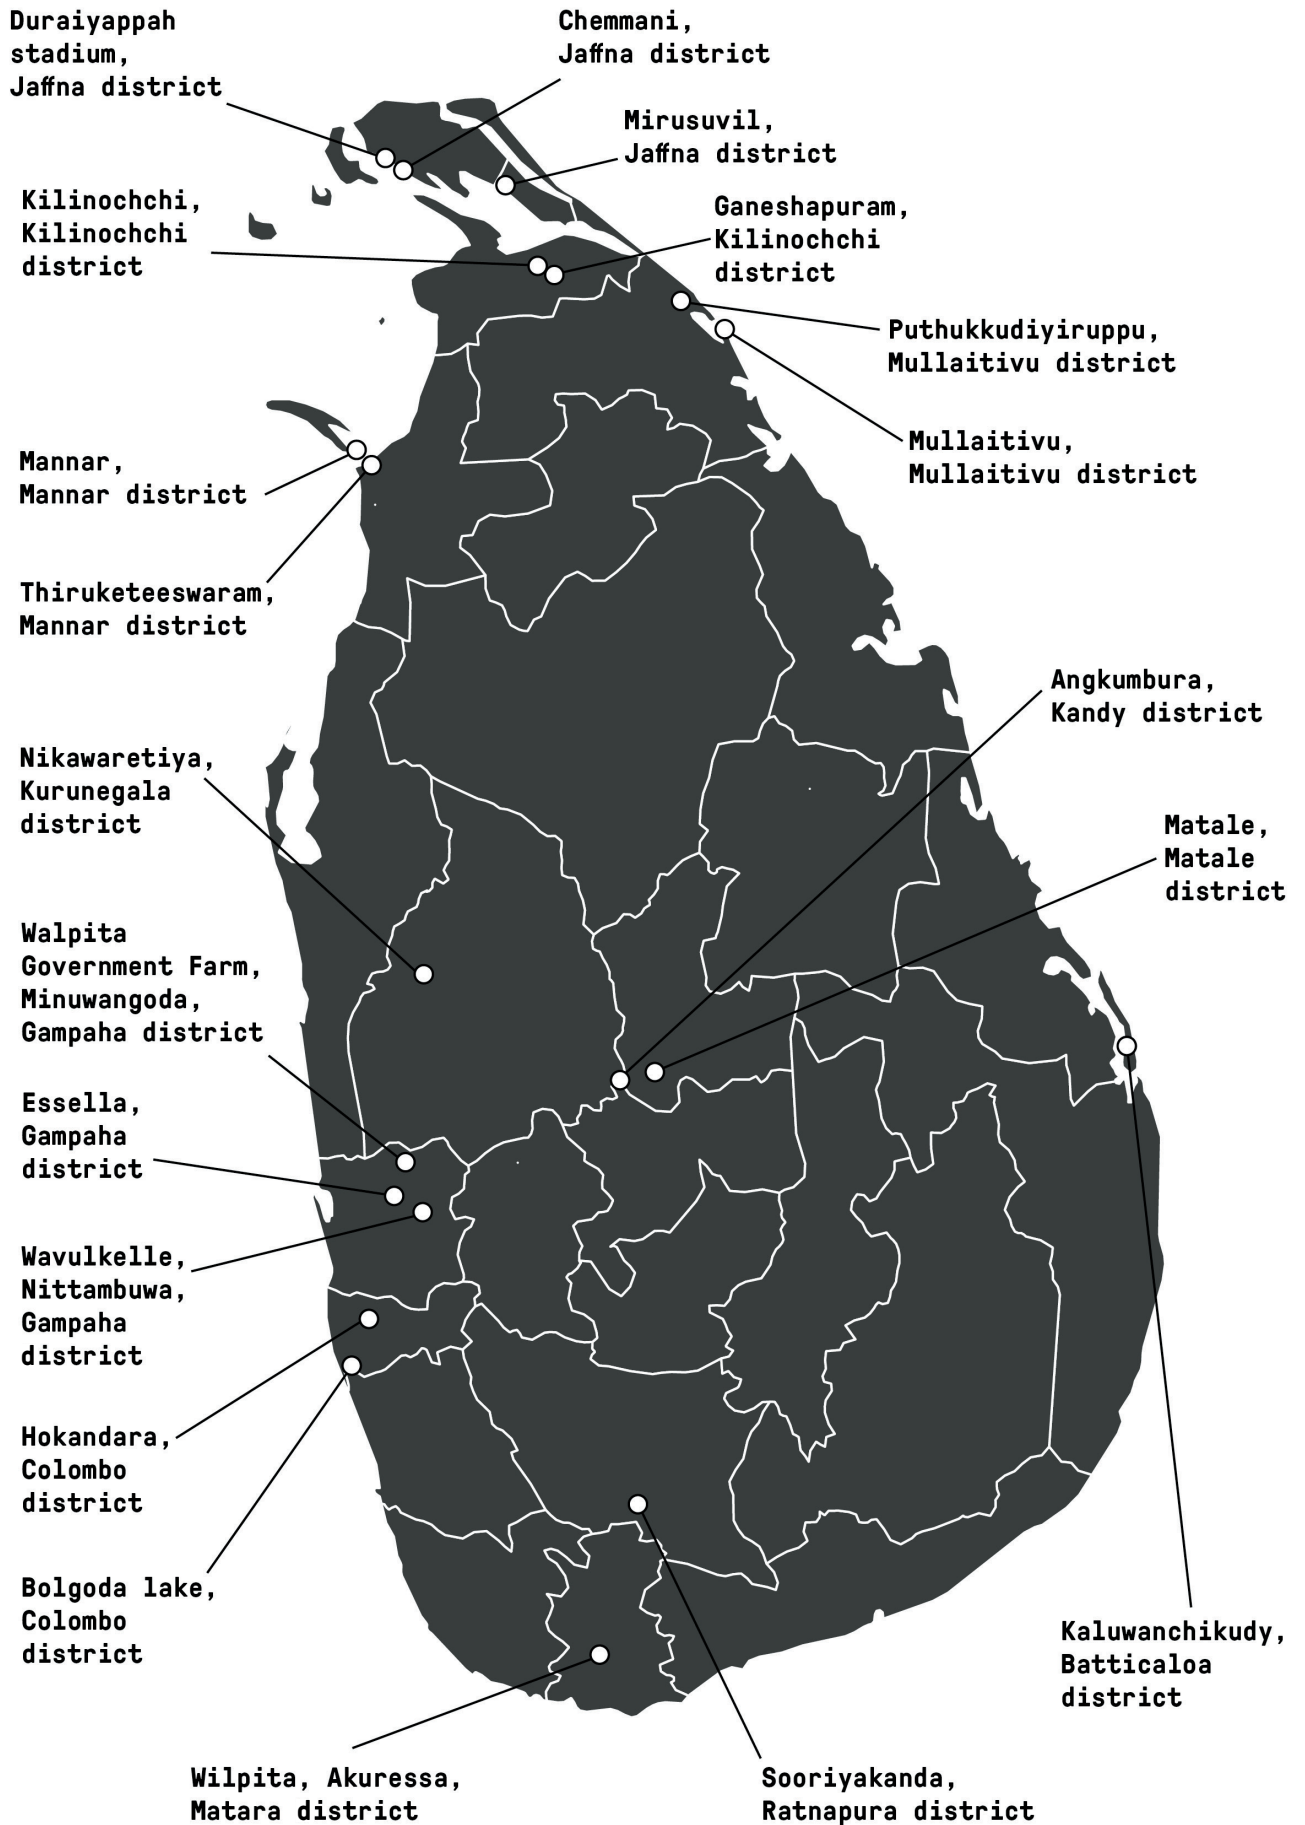 Duraiyappah
stadium,
Jaffna district
Chemmani,
Jaffna district
Mirusuvil,
Jaffna district
Kilinochchi,
Kilinochchi
district
Ganeshapuram,
Kilinochchi
district
Puthukkudiyiruppu,
Mullaitivu district
Mullaitivu,
Mullaitivu district
Mannar,
Mannar district
Thiruketeeswaram,
Mannar district
Angkumbura,
Kandy district
Nikawaretiya,
Kurunegala
district
Matale,
Matale
district
Walpita
Government Farm,
Minuwangoda,
Gampaha district
Essella,
Gampaha
district
Wavulkelle,
Nittambuwa,
Gampaha
district
Hokandara,
Colombo
district
Bolgoda lake,
Colombo
district
Kaluwanchikudy,
Batticaloa
district
Wilpita, Akuressa,
Matara district
Sooriyakanda,
Ratnapura district